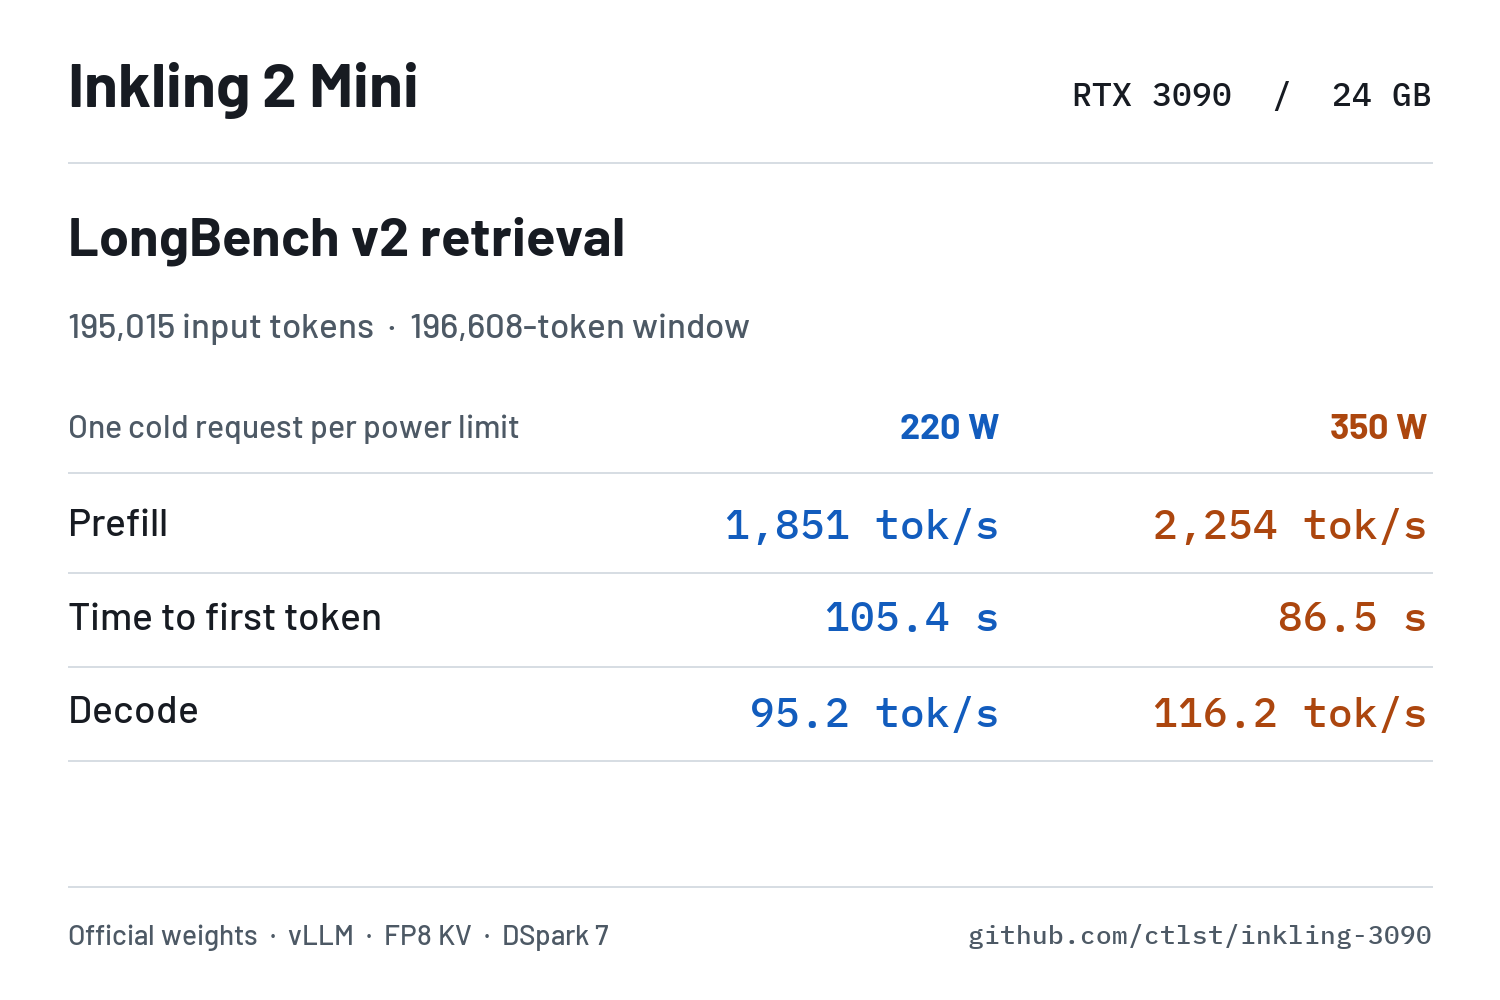 Inkling 2 Mini
RTX 3090 / 24 GB
LongBench v2 retrieval
195,015 input tokens · 196,608-token window
One cold request per power limit 220 W 350 W
Prefill 1,851 tok/s 2,254 tok/s
Time to first token 105.4 s 86.5 s
Decode 95.2 tok/s 116.2 tok/s
Official weights · vLLM · FP8 KV · DSpark 7
github.com/ctlst/inkling-3090